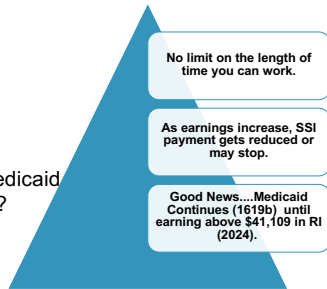 No limit on the length of
time you can work.
As earnings increase, SSI
payment gets reduced or
may stop.
edicaid
?
Good News....Medicaid
Continues (1619b) until
earning above $41,109 in RI
(2024).